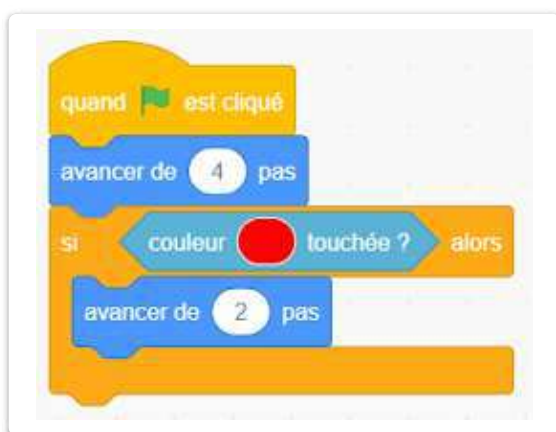 quand est cliqué
avancer de 4 pas
si couleur touchée ? alors
avancer de 2 pas